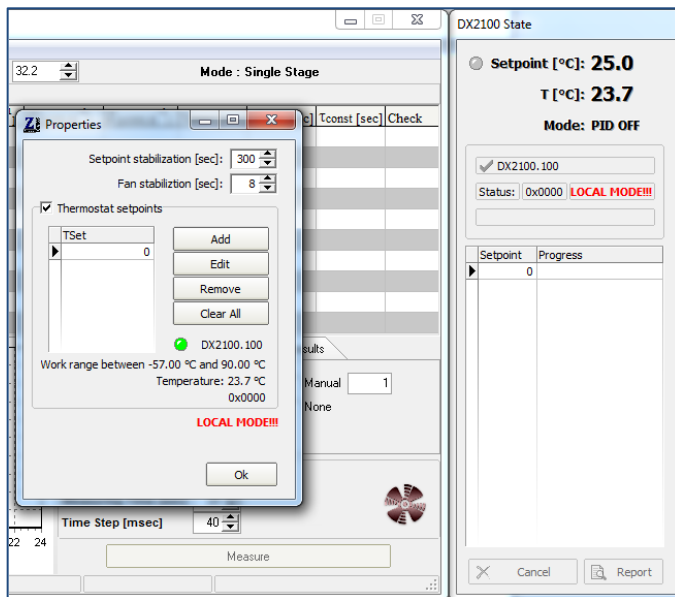 DX2100 State
32.2
Mode : Single Stage
Setpoint [°C]: 25.0
T [°C]: 23.7
Mode: PID OFF
c] τconst [sec] Check
Properties
Setpoint stabilization [sec]: 300
Fan stabiliztion [sec]: 8
Thermostat setpoints
TSet
0
Add
Edit
Remove
Clear All
DX2100.100
Work range between -57.00 °C and 90.00 °C
Temperature: 23.7 °C
0x0000
LOCAL MODE!!!
Ok
DX2100.100
Status: 0x0000 LOCAL MODE!!!
Setpoint Progress
0
sults
Manual 1
None
Time Step [msec] 40
22 24
Measure
Cancel Report